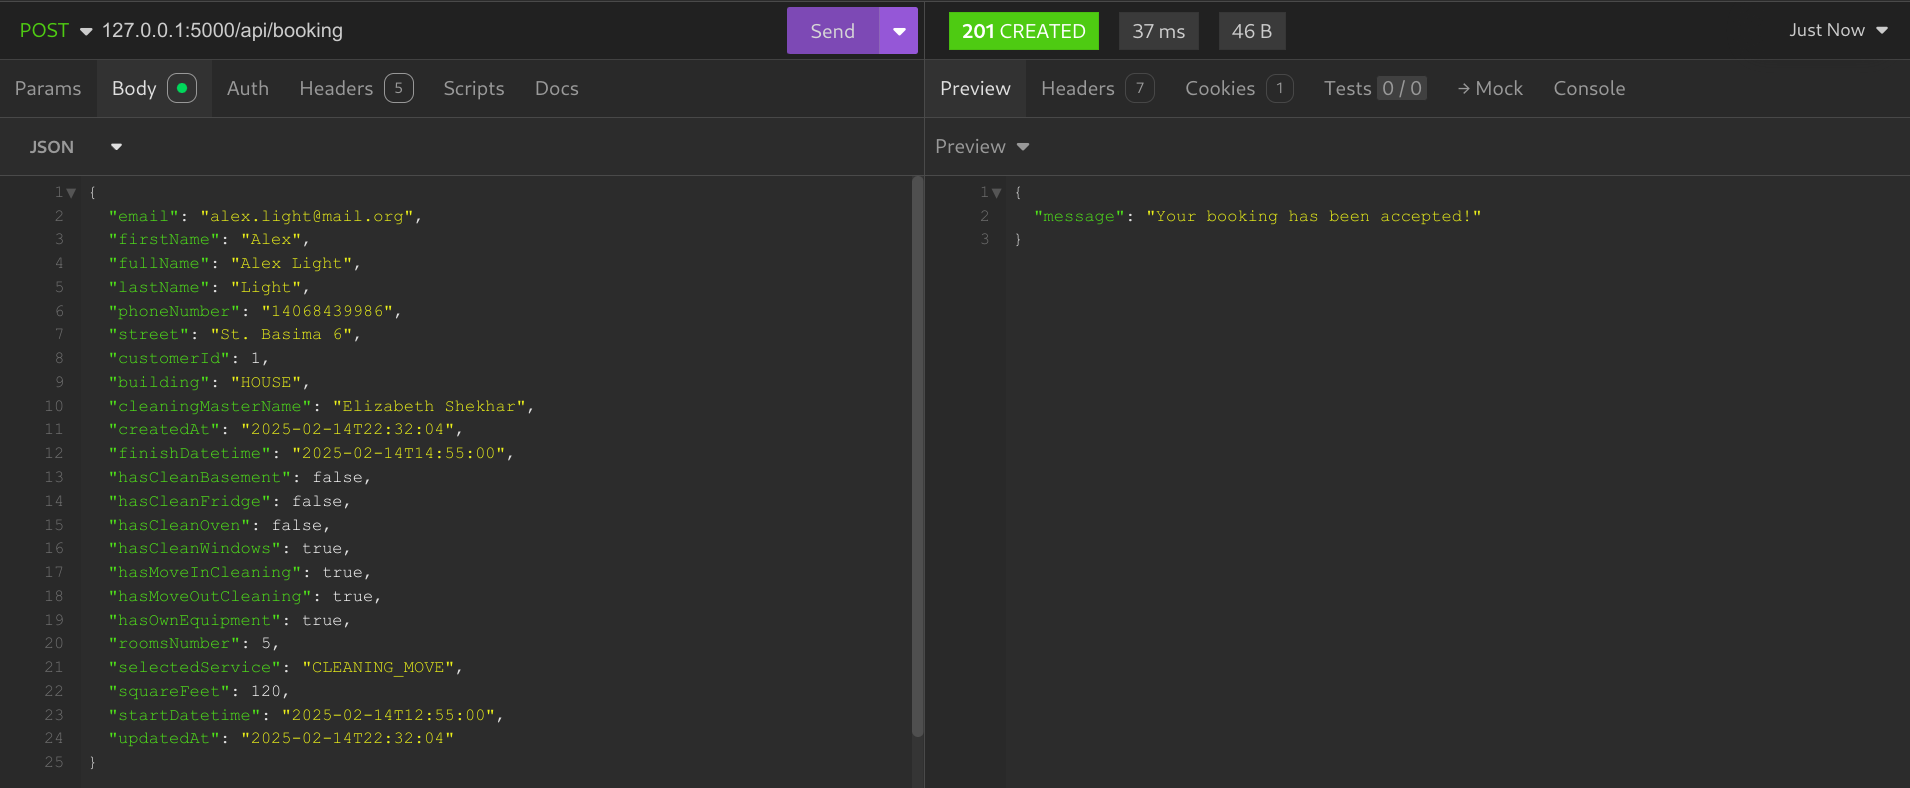 POST 127.0.0.1:5000/api/booking Send 201 CREATED 37 ms 46 B Just Now
Params Body Auth Headers 5 Scripts Docs Preview Headers 7 Cookies 1 Tests 0 / 0 → Mock Console
JSON Preview
1 {
2 "email": "alex.light@mail.org",
3 "firstName": "Alex",
4 "fullName": "Alex Light",
5 "lastName": "Light",
6 "phoneNumber": "14068439986",
7 "street": "St. Basima 6",
8 "customerId": 1,
9 "building": "HOUSE",
10 "cleaningMasterName": "Elizabeth Shekhar",
11 "createdAt": "2025-02-14T22:32:04",
12 "finishDatetime": "2025-02-14T14:55:00",
13 "hasCleanBasement": false,
14 "hasCleanFridge": false,
15 "hasCleanOven": false,
16 "hasCleanWindows": true,
17 "hasMoveInCleaning": true,
18 "hasMoveOutCleaning": true,
19 "hasOwnEquipment": true,
20 "roomsNumber": 5,
21 "selectedService": "CLEANING_MOVE",
22 "squareFeet": 120,
23 "startDatetime": "2025-02-14T12:55:00",
24 "updatedAt": "2025-02-14T22:32:04"
25 }
1 {
2 "message": "Your booking has been accepted!"
3 }